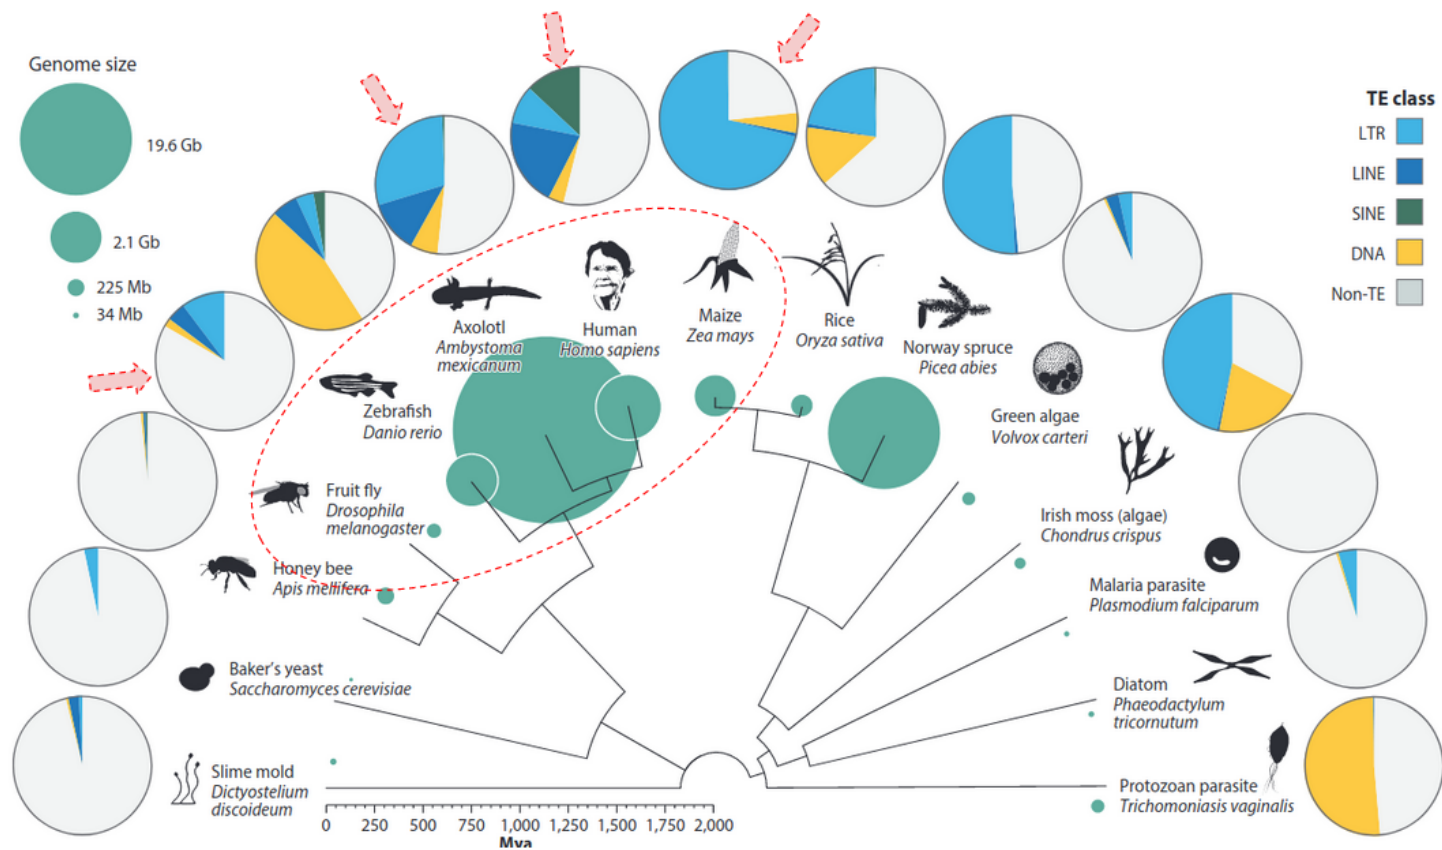 Genome size
19.6 Gb
2.1 Gb
225 Mb
34 Mb
TE class
LTR
LINE
SINE
DNA
Non-TE
Axolotl
Ambystoma
mexicanum
Human
Homo sapiens
Maize
Zea mays
Rice
Oryza sativa
Norway spruce
Picea abies
Zebrafish
Danio rerio
Green algae
Volvox carteri
Fruit fly
Drosophila
melanogaster
Irish moss (algae)
Chondrus crispus
Honey bee
Apis mellifera
Malaria parasite
Plasmodium falciparum
Baker's yeast
Saccharomyces cerevisiae
Diatom
Phaeodactylum
tricornutum
Slime mold
Dictyostelium
discoideum
Protozoan parasite
Trichomoniasis vaginalis
0 250 500 750 1,000 1,250 1,500 1,750 2,000
Mya